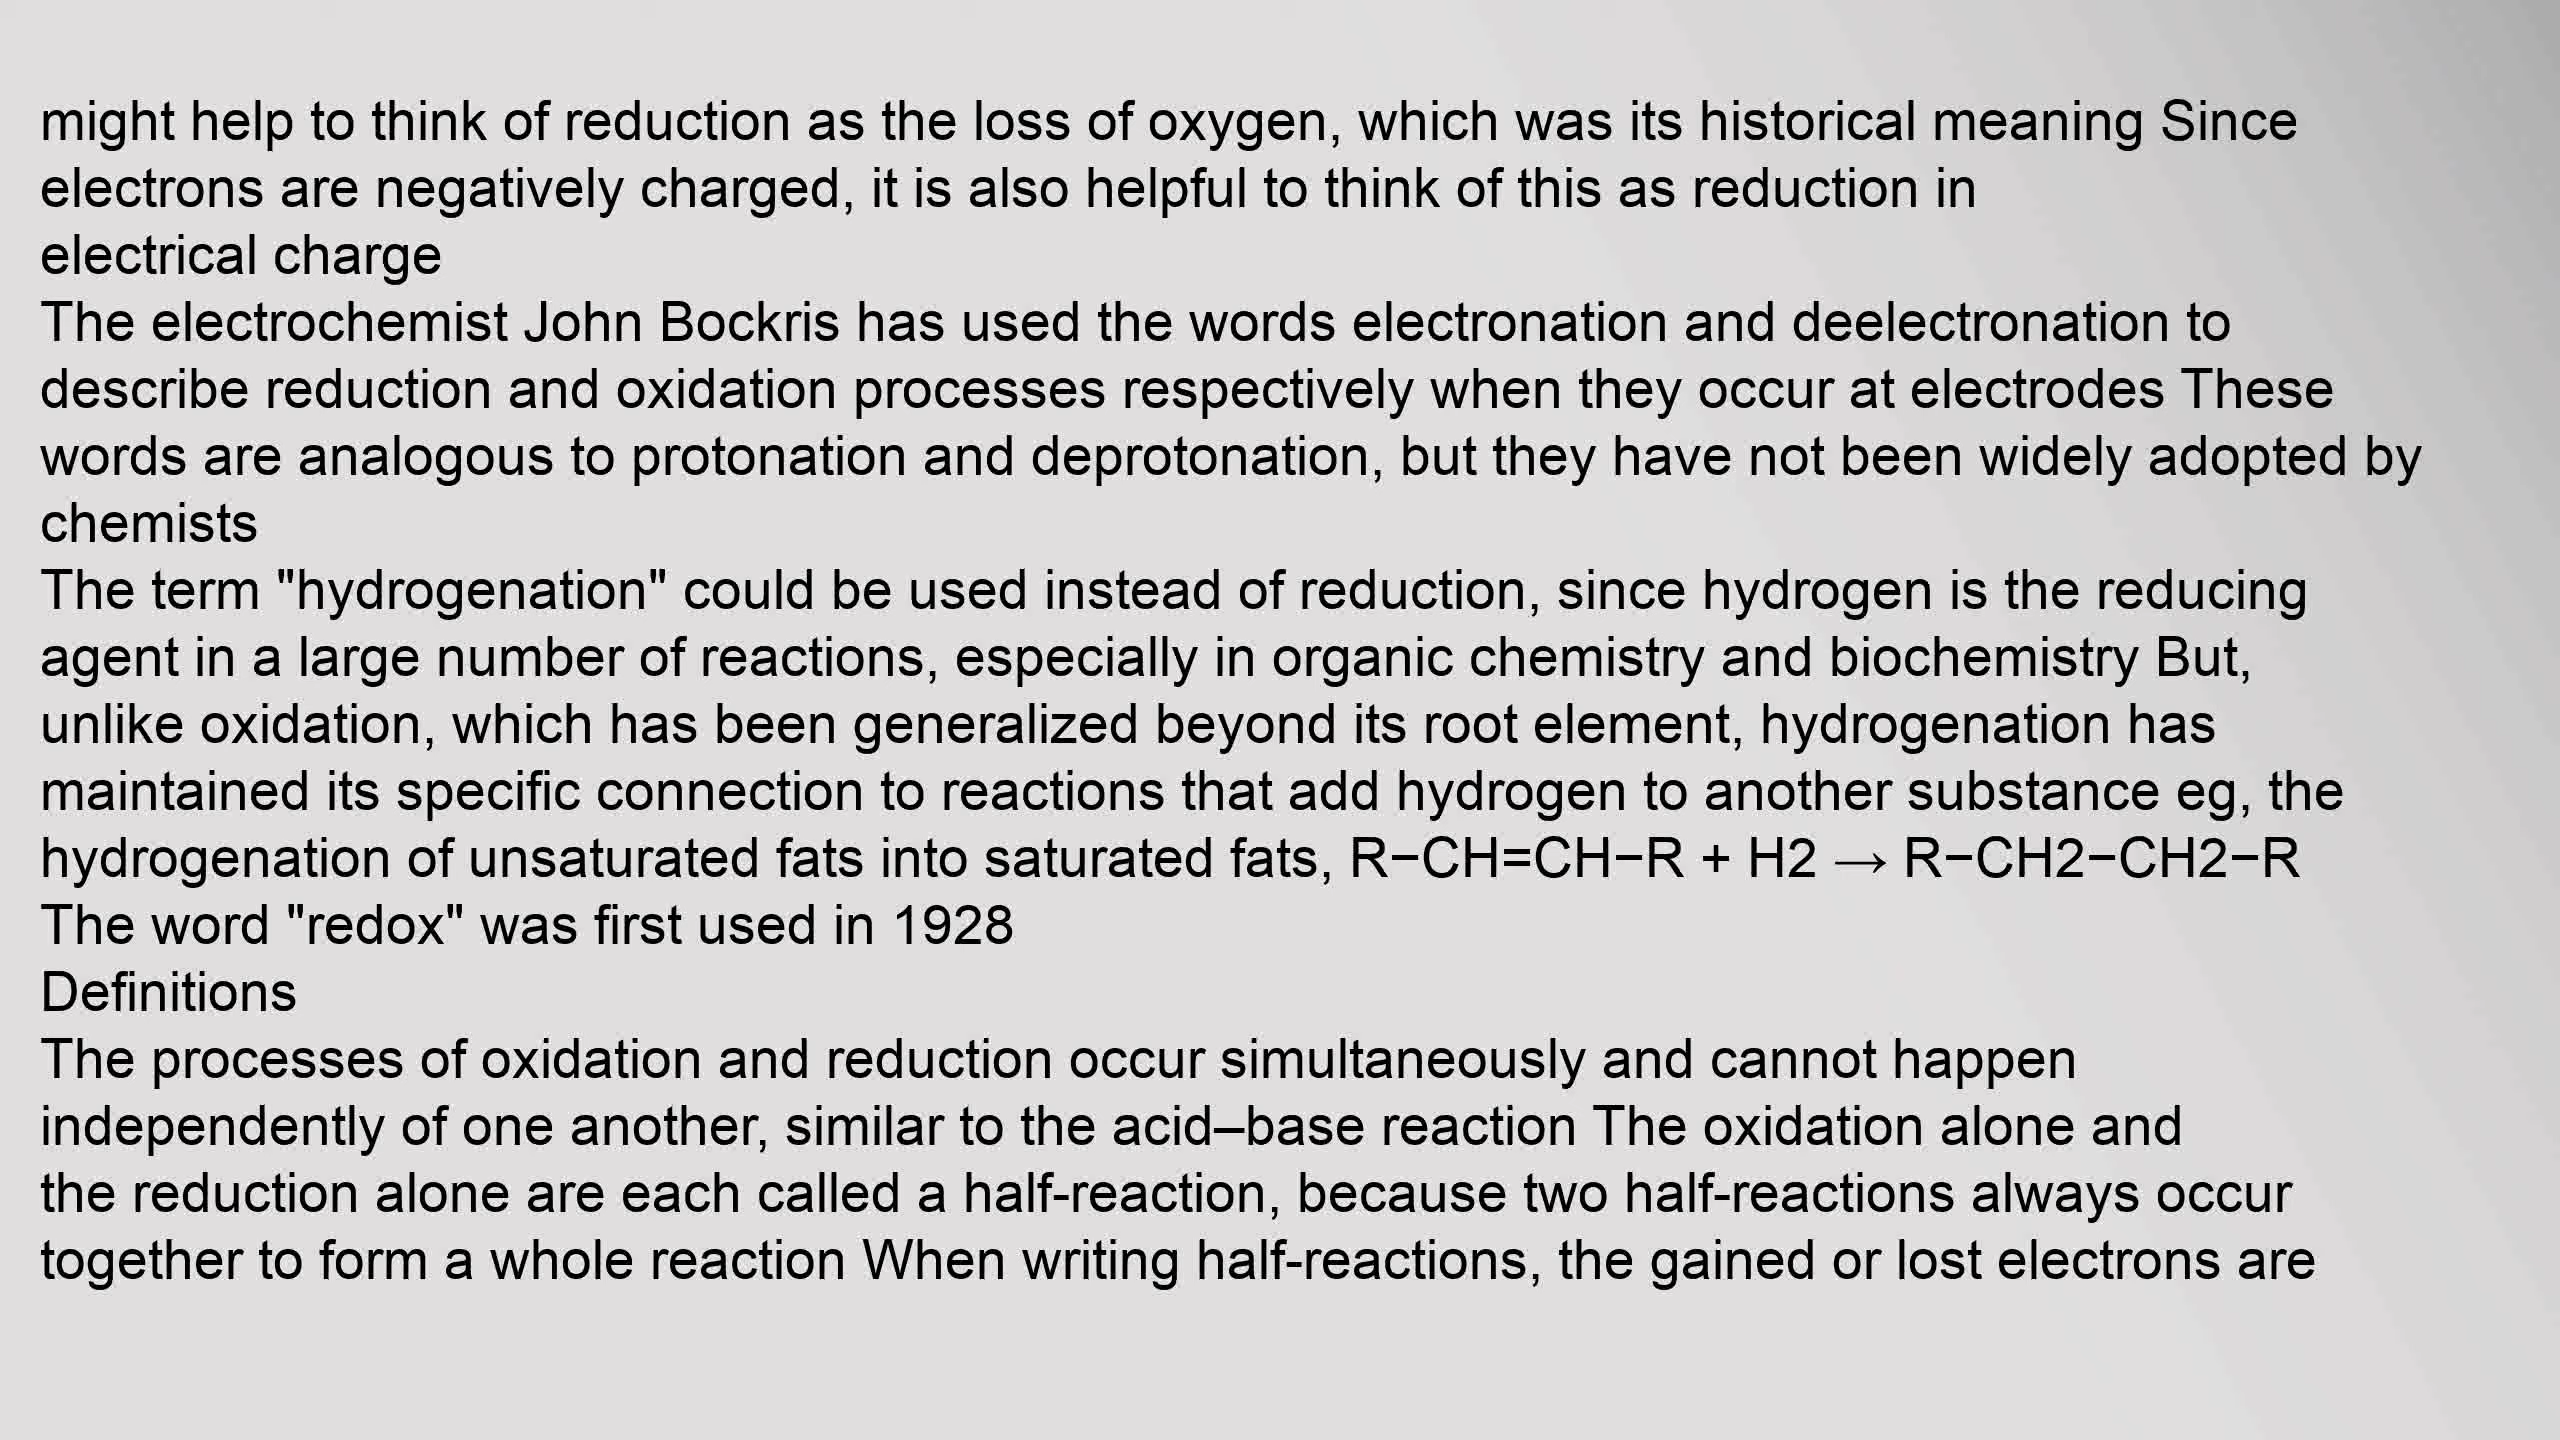 might help to think of reduction as the loss of oxygen, which was its historical meaning Since
electrons are negatively charged, it is also helpful to think of this as reduction in
electrical charge
The electrochemist John Bockris has used the words electronation and deelectronation to
describe reduction and oxidation processes respectively when they occur at electrodes These
words are analogous to protonation and deprotonation, but they have not been widely adopted by
chemists
The term "hydrogenation" could be used instead of reduction, since hydrogen is the reducing
agent in a large number of reactions, especially in organic chemistry and biochemistry But,
unlike oxidation, which has been generalized beyond its root element, hydrogenation has
maintained its specific connection to reactions that add hydrogen to another substance eg, the
hydrogenation of unsaturated fats into saturated fats, R−CH=CH−R + H2 → R−CH2−CH2−R
The word "redox" was first used in 1928
Definitions
The processes of oxidation and reduction occur simultaneously and cannot happen
independently of one another, similar to the acid–base reaction The oxidation alone and
the reduction alone are each called a half-reaction, because two half-reactions always occur
together to form a whole reaction When writing half-reactions, the gained or lost electrons are